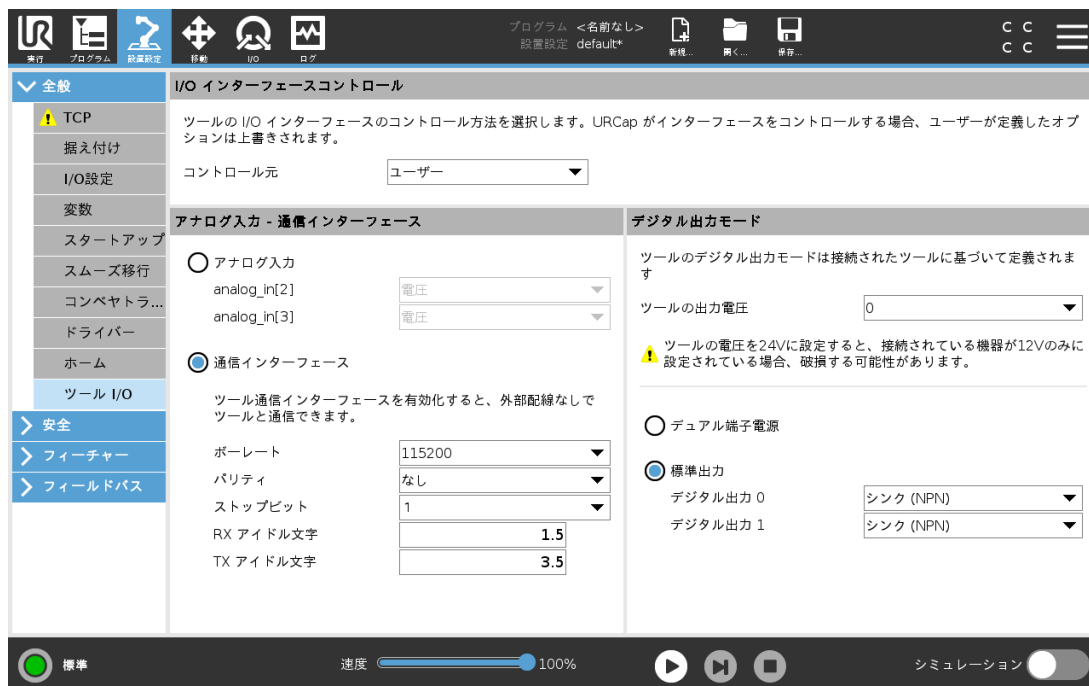 プログラム <名前なし>
設置設定 default*
実行 プログラム 設置設定 移動 I/O ログ 新規... 開く... 保存...
C C
C C
全般
TCP
据え付け
I/O設定
変数
スタートアップ
スムーズ移行
コンベヤトラ...
ドライバー
ホーム
ツール I/O
安全
フィーチャー
フィールドバス
I/O インターフェースコントロール
ツールの I/O インターフェースのコントロール方法を選択します。URCap がインターフェースをコントロールする場合、ユーザーが定義したオプ
ションは上書きされます。
コントロール元 ユーザー
アナログ入力 - 通信インターフェース
アナログ入力
analog_in[2] 電圧
analog_in[3] 電圧
通信インターフェース
ツール通信インターフェースを有効化すると、外部配線なしで
ツールと通信できます。
ボーレート 115200
パリティ なし
ストップビット 1
RX アイドル文字 1.5
TX アイドル文字 3.5
デジタル出力モード
ツールのデジタル出力モードは接続されたツールに基づいて定義されま
す
ツールの出力電圧 0
ツールの電圧を24Vに設定すると、接続されている機器が12Vのみに
設定されている場合、破損する可能性があります。
デュアル端子電源
標準出力
デジタル出力 0 シンク (NPN)
デジタル出力 1 シンク (NPN)
標準 速度 100% シミュレーション